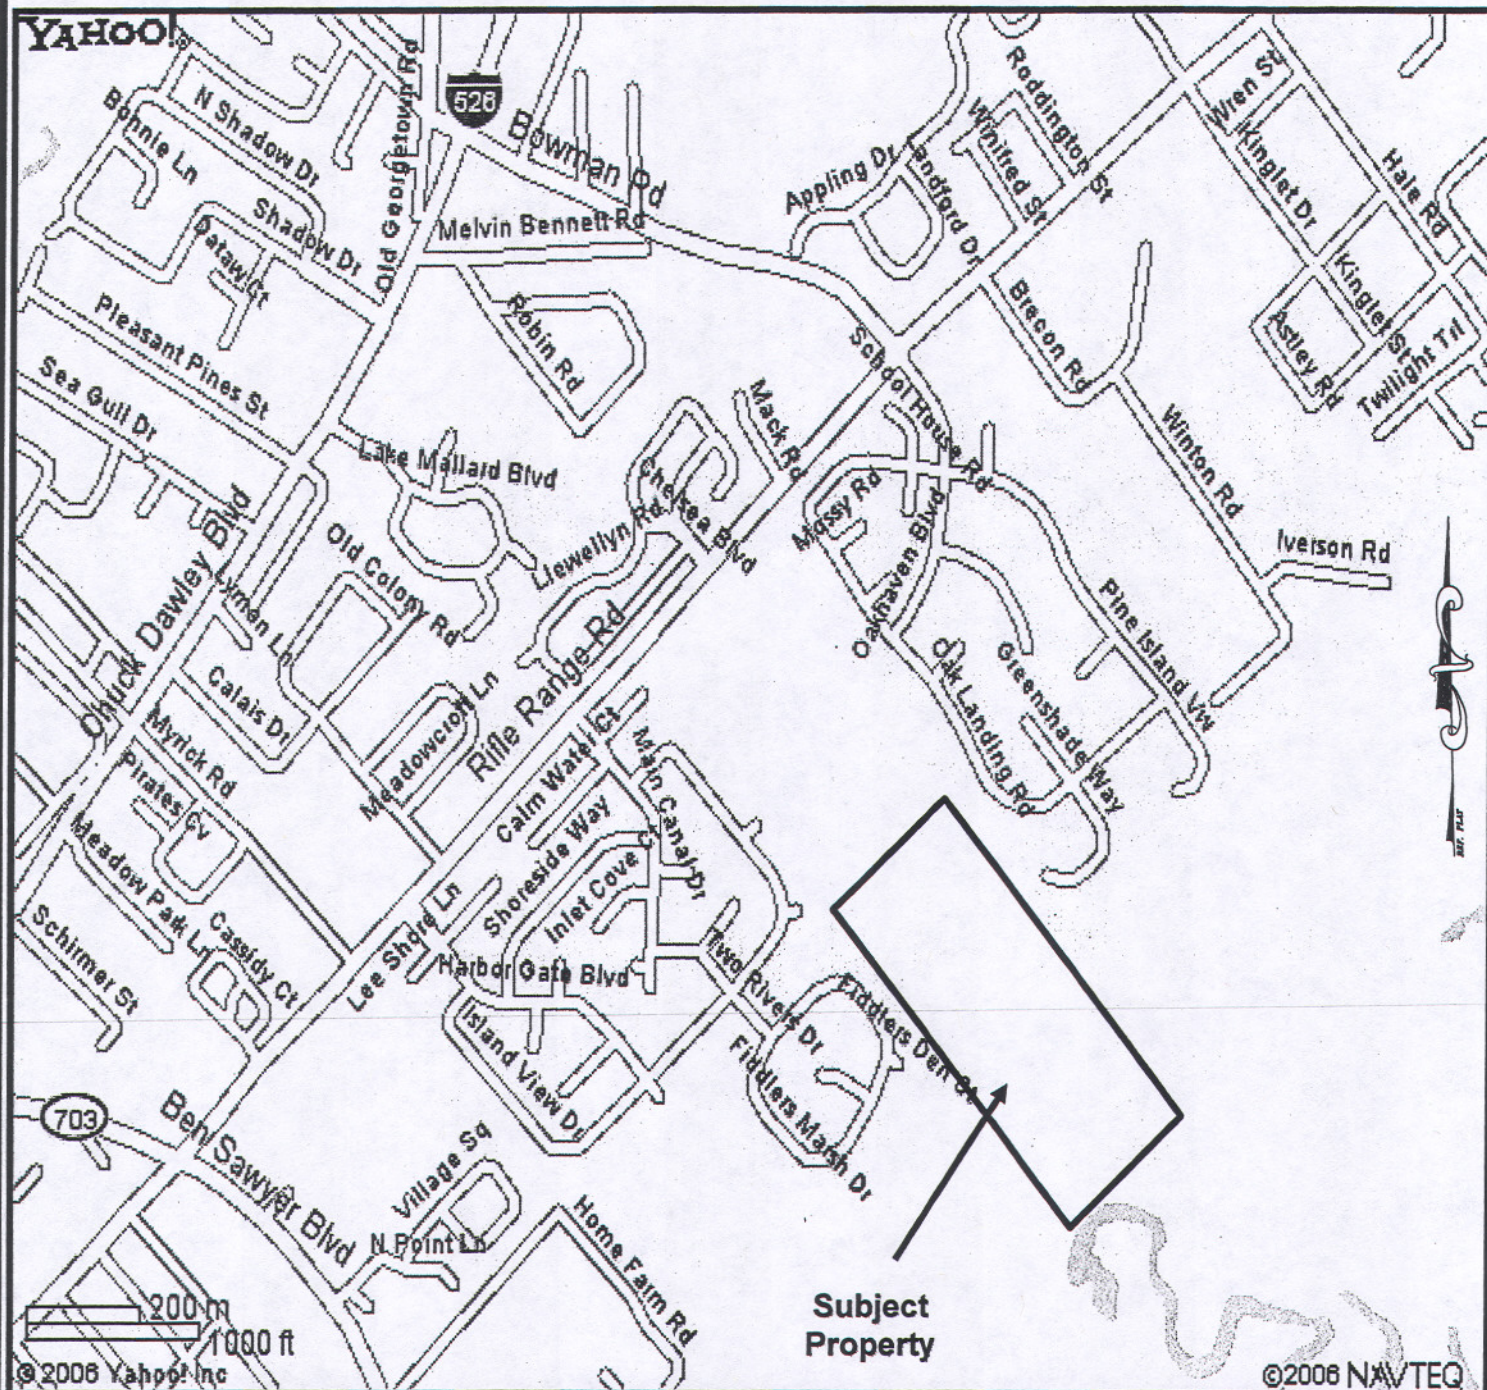 YAHOO!
526
Bowman Rd
N Shadow Dr
Bonnie Ln
Old Georgetown Rd
Shadow Dr
Dataw Ct
Melvin Bennett Rd
Robin Rd
Pleasant Pines St
Sea Gull Dr
Appling Dr
Landford Dr
Winifred St
Roddington St
Wren St
Kinglet Dr
Hale Rd
Kinglet St
Astley Rd
Twilight Trl
Brecon Rd
School House Rd
Winton Rd
Iverson Rd
Mack Rd
Lake Mallard Blvd
Chelsea Blvd
Llewellyn Rd
Massy Rd
Oakhaven Blvd
Pine Island Vw
Greenshade Way
Oak Landing Rd
Chuck Dawley Blvd
Lymen Ln
Old Colony Rd
Calais Dr
Rifle Range Rd
Meadowcroft Ln
Myrick Rd
Pirates Cv
Meadow Park Ln
Cassidy Ct
Schirmer St
Calm Water Ct
Main Canal Dr
Shoreside Way
Inlet Cove Ct
Lee Shore Ln
Harbor Gate Blvd
Island View Dr
Two Rivers Dr
Fiddlers Den St
Fiddlers Marsh Dr
703
Ben Sawyer Blvd
Village Sq
N Point Ln
Home Farm Rd
Subject
Property
200 m
1000 ft
©2006 Yahoo! Inc
©2006 NAVTEQ